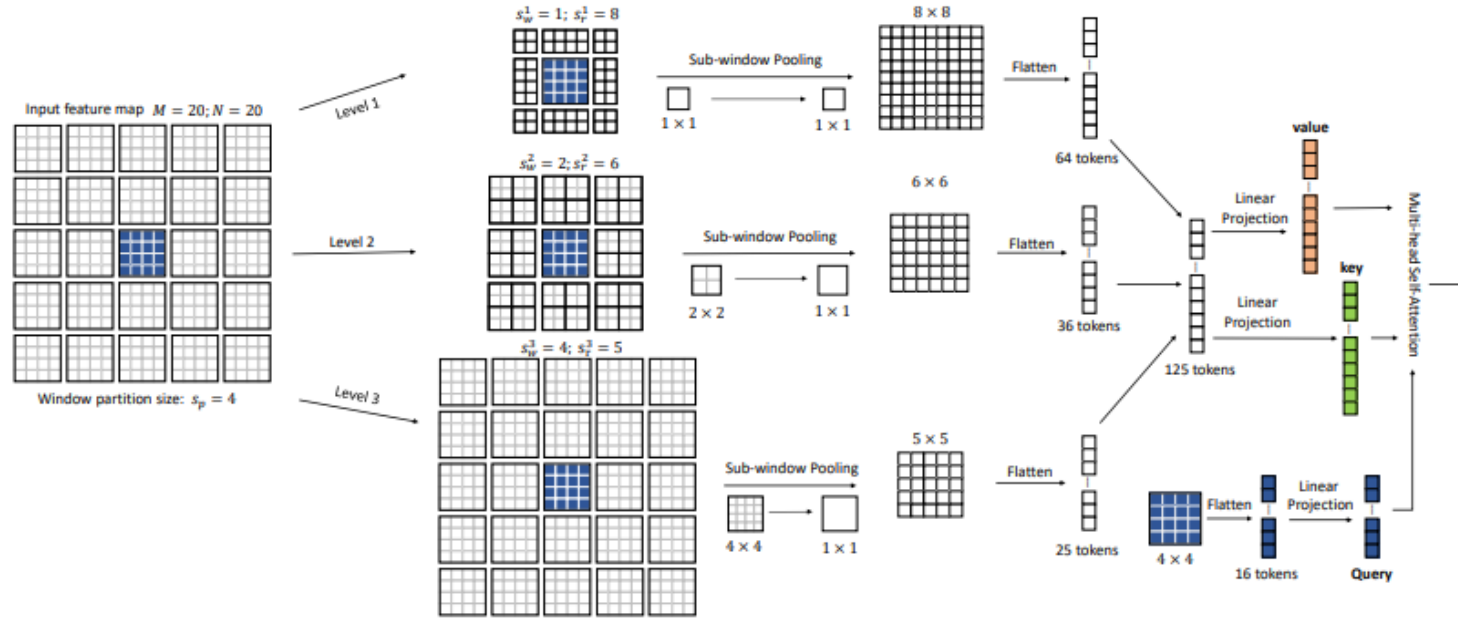 Input feature map M = 20; N = 20
Window partition size: s_p = 4
Level 1
s_w^1 = 1; s_r^1 = 8
Sub-window Pooling
1 × 1
1 × 1
8 × 8
Flatten
64 tokens
Level 2
s_w^2 = 2; s_r^2 = 6
Sub-window Pooling
2 × 2
1 × 1
6 × 6
Flatten
36 tokens
Level 3
s_w^3 = 4; s_r^3 = 5
Sub-window Pooling
4 × 4
1 × 1
5 × 5
Flatten
25 tokens
125 tokens
Linear
Projection
value
Linear
Projection
key
4 × 4
Flatten
16 tokens
Linear
Projection
Query
Multi-head Self-Attention